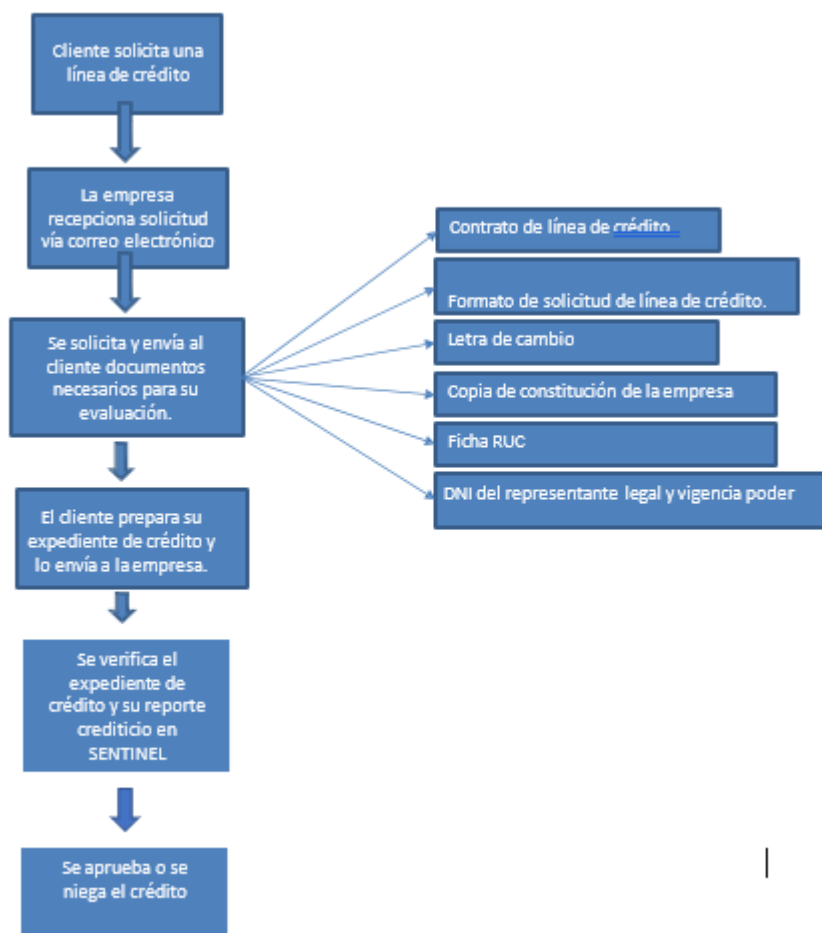 Cliente solicita una
línea de crédito
La empresa
recepciona solicitud
vía correo electrónico
Se solicita y envía al
cliente documentos
necesarios para su
evaluación.
Contrato de línea de crédito
Formato de solicitud de línea de crédito.
Letra de cambio
Copia de constitución de la empresa
Ficha RUC
DNI del representante legal y vigencia poder
El cliente prepara su
expediente de crédito y
lo envía a la empresa.
Se verifica el
expediente de
crédito y su reporte
crediticio en
SENTINEL
Se aprueba o se
niega el crédito